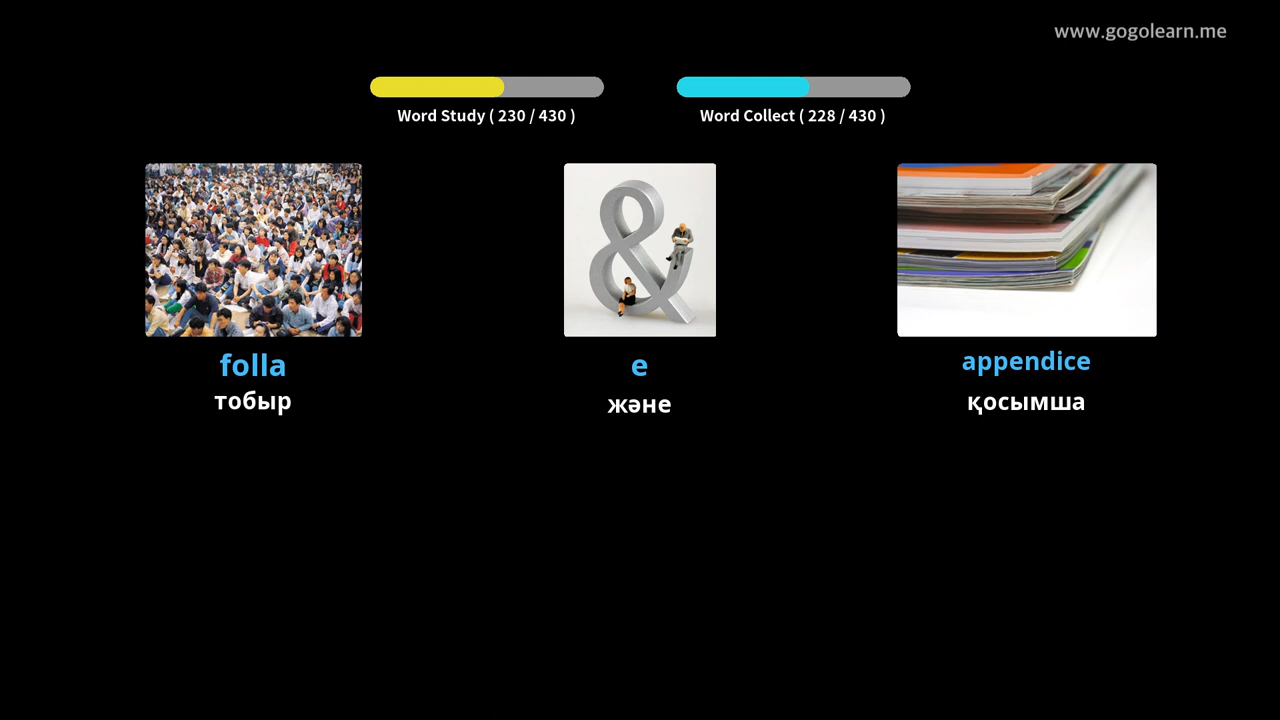 www.gogolearn.me
Word Study ( 230 / 430 )
Word Collect ( 228 / 430 )
folla
тобыр
e
және
appendice
қосымша